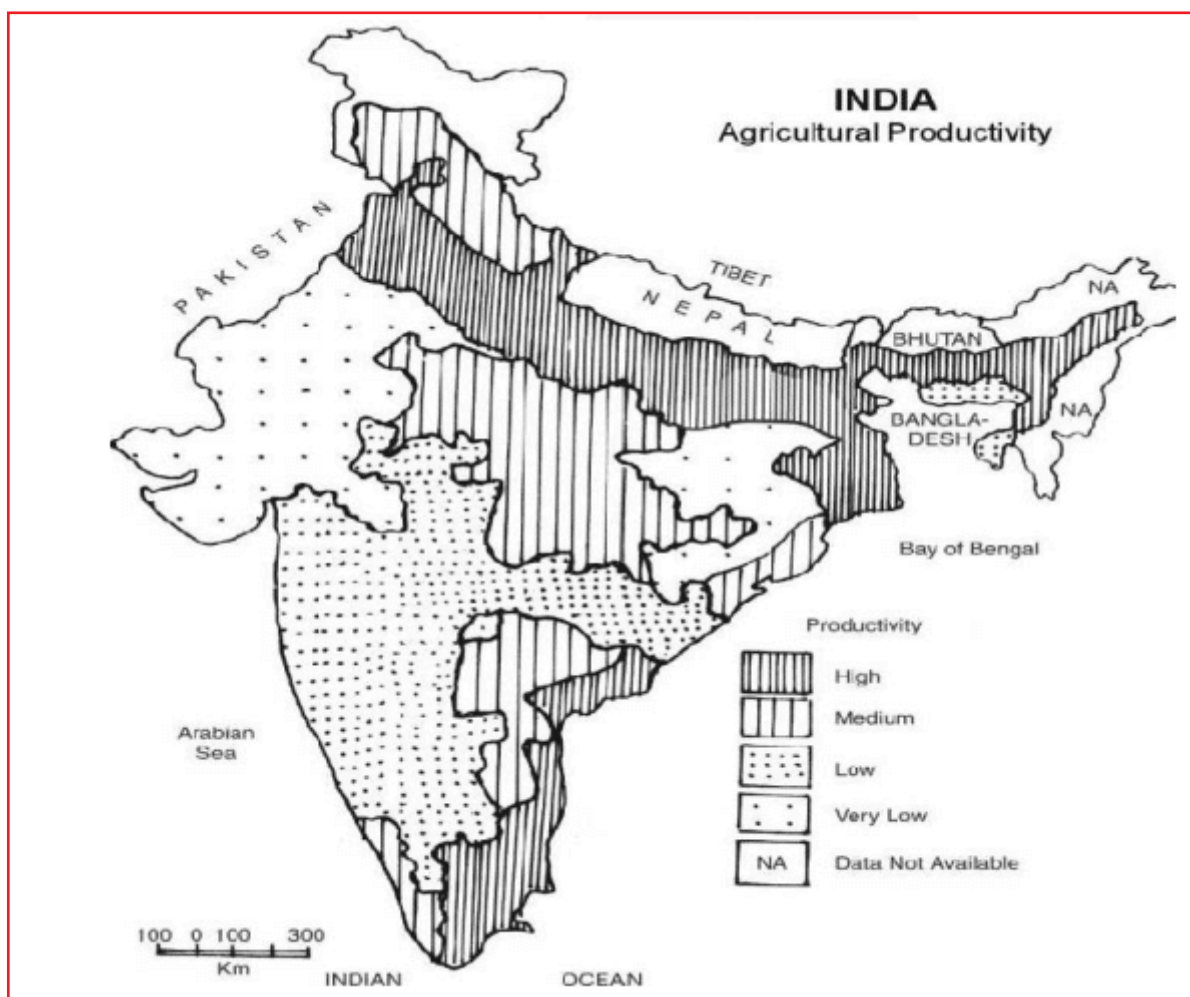 INDIA
Agricultural Productivity
PAKISTAN
TIBET
NEPAL
NA
BHUTAN
BANGLA-
DESH
NA
Bay of Bengal
Productivity
High
Medium
Low
Very Low
NA
Data Not Available
Arabian
Sea
100 0 100 300
Km
INDIAN OCEAN